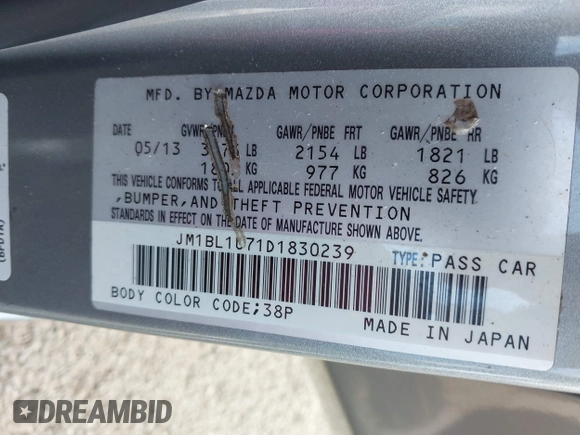 MFD. BY MAZDA MOTOR CORPORATION
DATE GVWR/PNBV GAWR/PNBE FRT GAWR/PNBE RR
05/13 LB 2154 LB 1821 LB
KG 977 KG 826 KG
THIS VEHICLE CONFORMS TO ALL APPLICABLE FEDERAL MOTOR VEHICLE SAFETY,
,BUMPER,AND THEFT PREVENTION
STANDARDS IN EFFECT ON THE DATE OF MANUFACTURE SHOWN ABOVE.
TYPE:PASS CAR
BODY COLOR CODE;38P
MADE IN JAPAN
(BPD1A)
DREAMBID